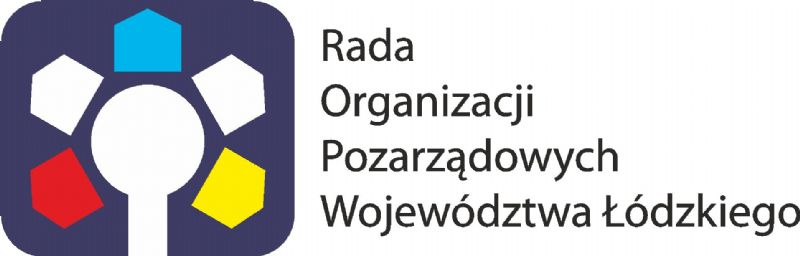 Rada
Organizacji
Pozarządowych
Województwa Łódzkiego